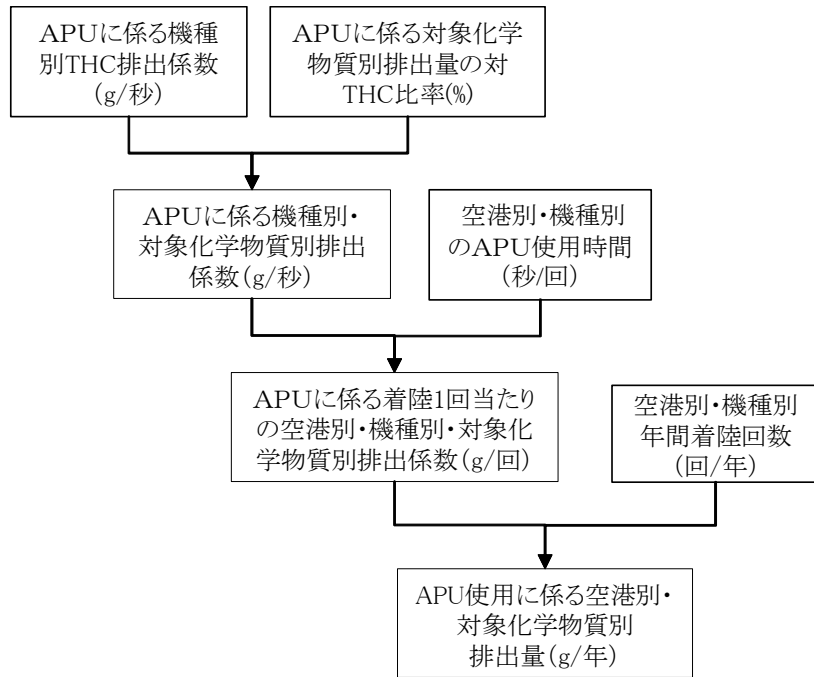 APUに係る機種
別THC排出係数
(g/秒)
APUに係る対象化学
物質別排出量の対
THC比率(%)
APUに係る機種別・
対象化学物質別排出
係数(g/秒)
空港別・機種別
のAPU使用時間
(秒/回)
APUに係る着陸1回当たり
の空港別・機種別・対象化
学物質別排出係数(g/回)
空港別・機種別
年間着陸回数
(回/年)
APU使用に係る空港別・
対象化学物質別
排出量(g/年)